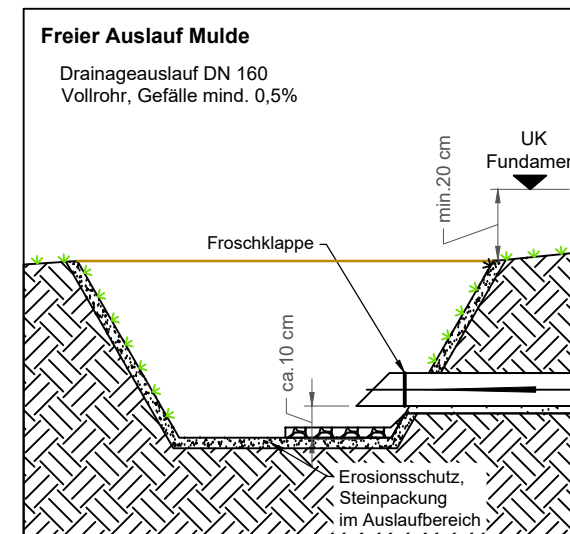 Freier Auslauf Mulde
Drainageauslauf DN 160
Vollrohr, Gefälle mind. 0,5%
UK
Fundamen
min.20 cm
Froschklappe
ca.10 cm
Erosionsschutz,
Steinpackung
im Auslaufbereich